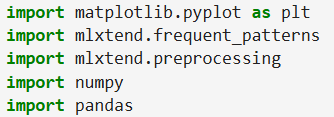 import matplotlib.pyplot as plt
import mlxtend.frequent_patterns
import mlxtend.preprocessing
import numpy
import pandas